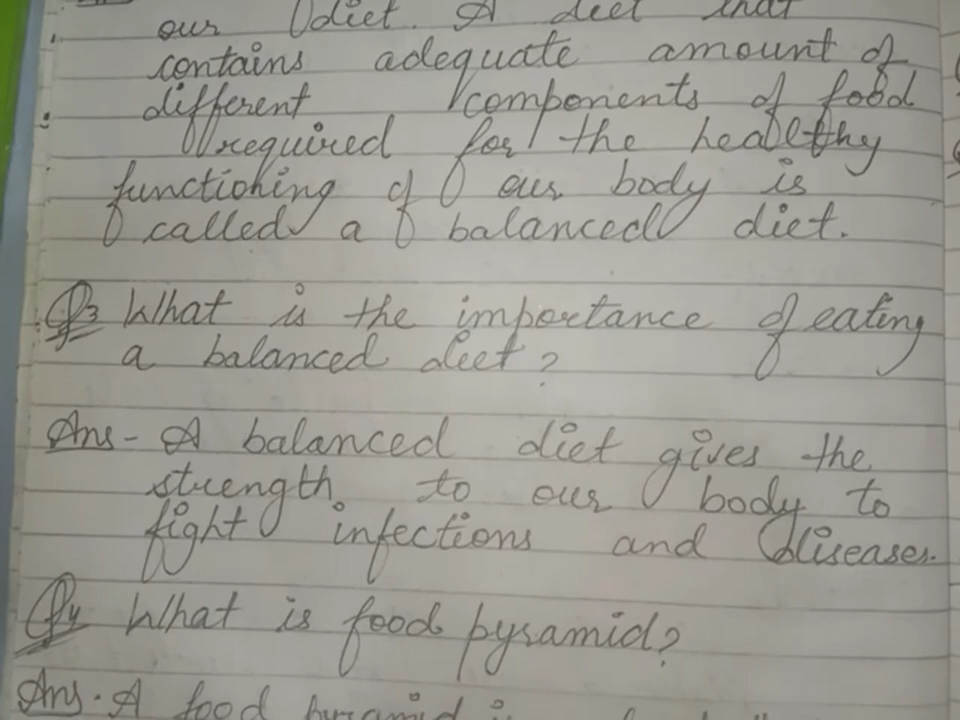 our diet. A diet that
contains adequate amount of
different components of food
required for the healthy
functioning of our body is
called a balanced diet.
Q3 What is the importance of eating
a balanced diet?
Ans - A balanced diet gives the
strength to our body to
fight infections and diseases.
Q4 What is food pyramid?
Ans. A food pyramid is